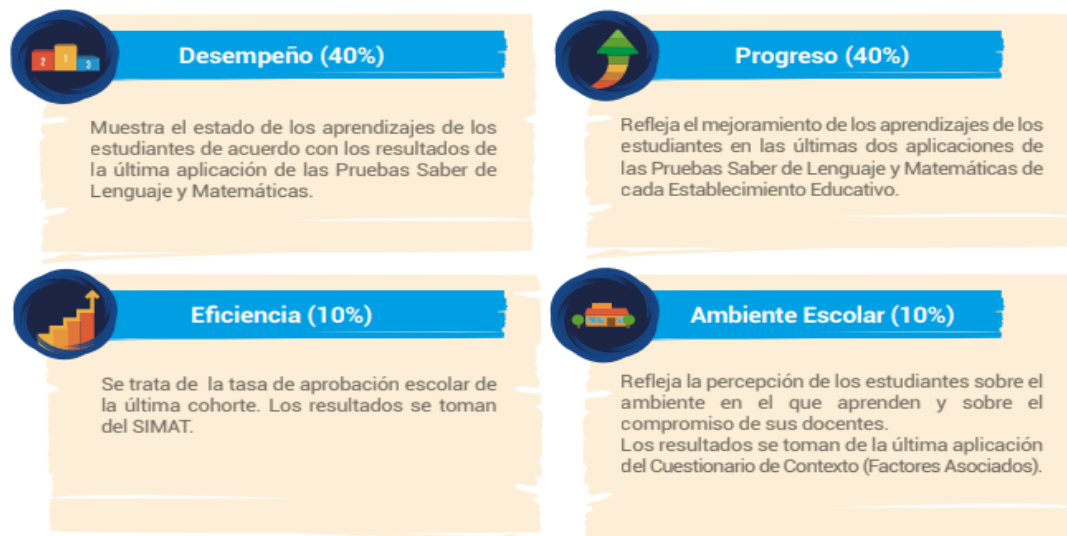 2 1 3
Desempeño (40%)
Muestra el estado de los aprendizajes de los
estudiantes de acuerdo con los resultados de
la última aplicación de las Pruebas Saber de
Lenguaje y Matemáticas.
Progreso (40%)
Refleja el mejoramiento de los aprendizajes de los
estudiantes en las últimas dos aplicaciones de
las Pruebas Saber de Lenguaje y Matemáticas de
cada Establecimiento Educativo.
Eficiencia (10%)
Se trata de la tasa de aprobación escolar de
la última cohorte. Los resultados se toman
del SIMAT.
Ambiente Escolar (10%)
Refleja la percepción de los estudiantes sobre el
ambiente en el que aprenden y sobre el
compromiso de sus docentes.
Los resultados se toman de la última aplicación
del Cuestionario de Contexto (Factores Asociados).